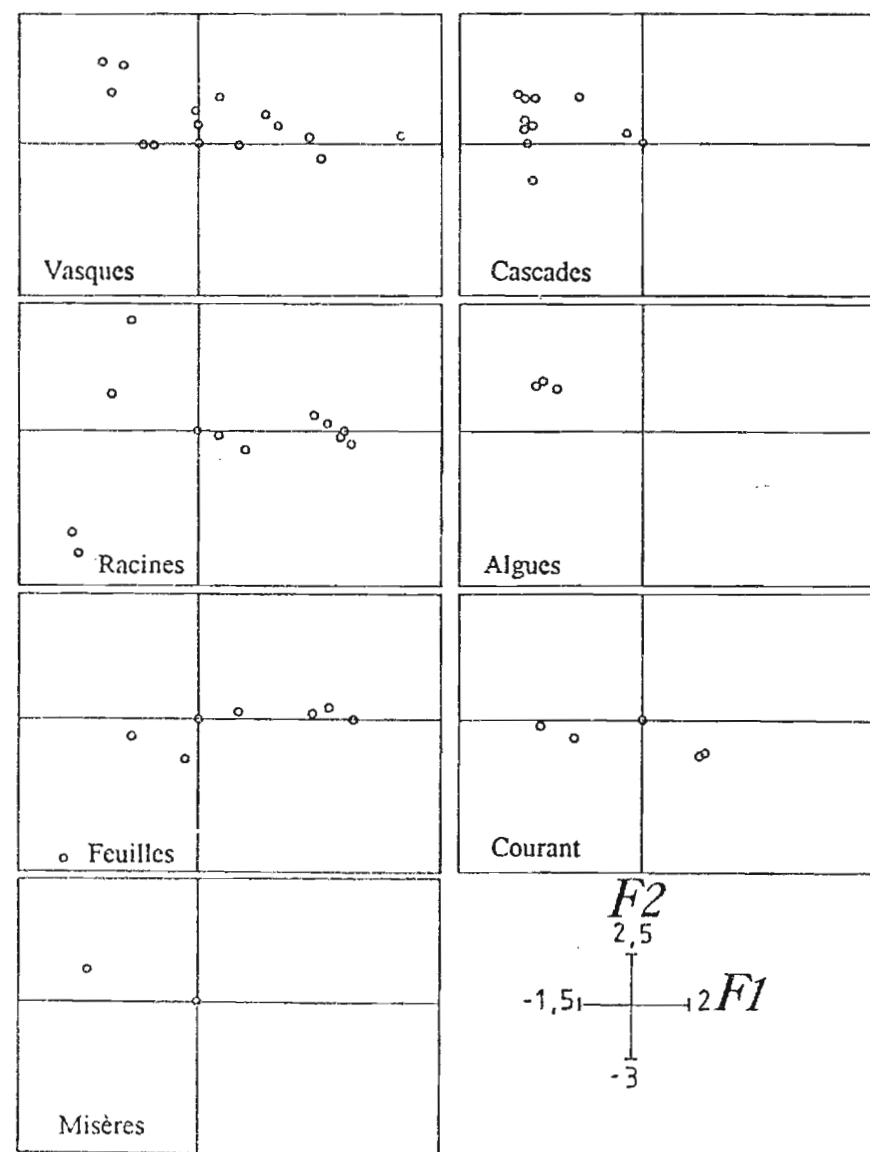 Vasques
Cascades
Racines
Algues
Feuilles
Courant
Misères
F2
2,5
-1,5
2 F1
-3